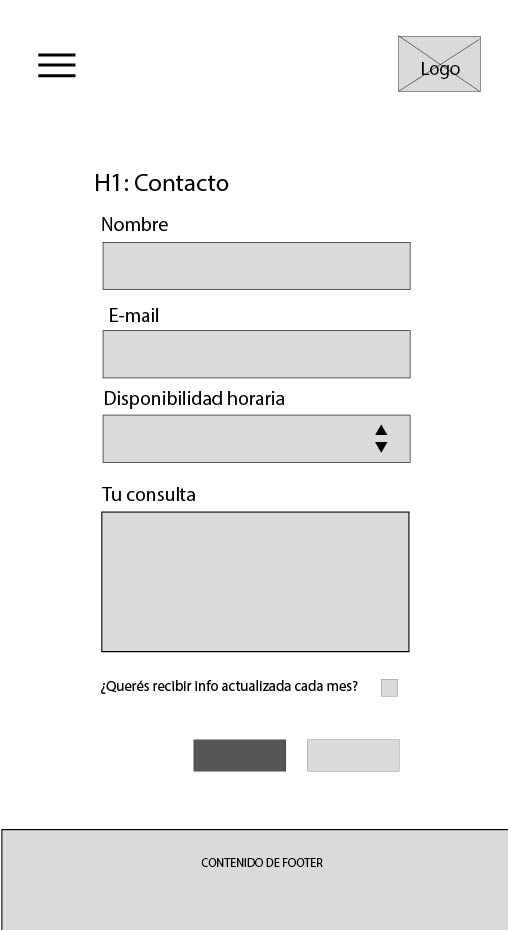 Logo
H1: Contacto
Nombre
E-mail
Disponibilidad horaria
Tu consulta
¿Querés recibir info actualizada cada mes?
CONTENIDO DE FOOTER